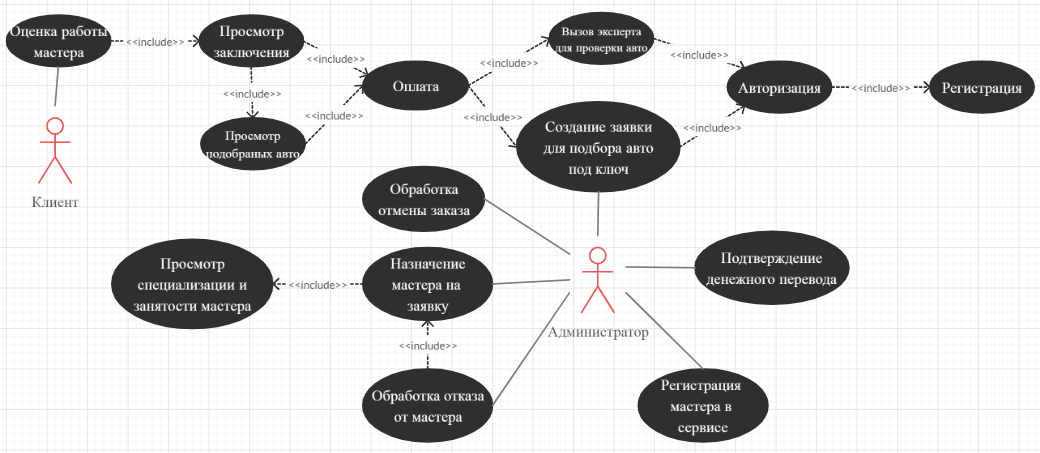 Оценка работы
мастера
<<include>>
Просмотр
заключения
<<include>>
<<include>>
Просмотр
подобраных авто
<<include>>
Оплата
<<include>>
<<include>>
Вызов эксперта
для проверки авто
<<include>>
Создание заявки
для подбора авто
под ключ
<<include>>
Авторизация
<<include>>
Регистрация
Клиент
Обработка
отмены заказа
Просмотр
специализации и
занятости мастера
<<include>>
Назначение
мастера на
заявку
<<include>>
Обработка отказа
от мастера
Администратор
Подтверждение
денежного перевода
Регистрация
мастера в
сервисе